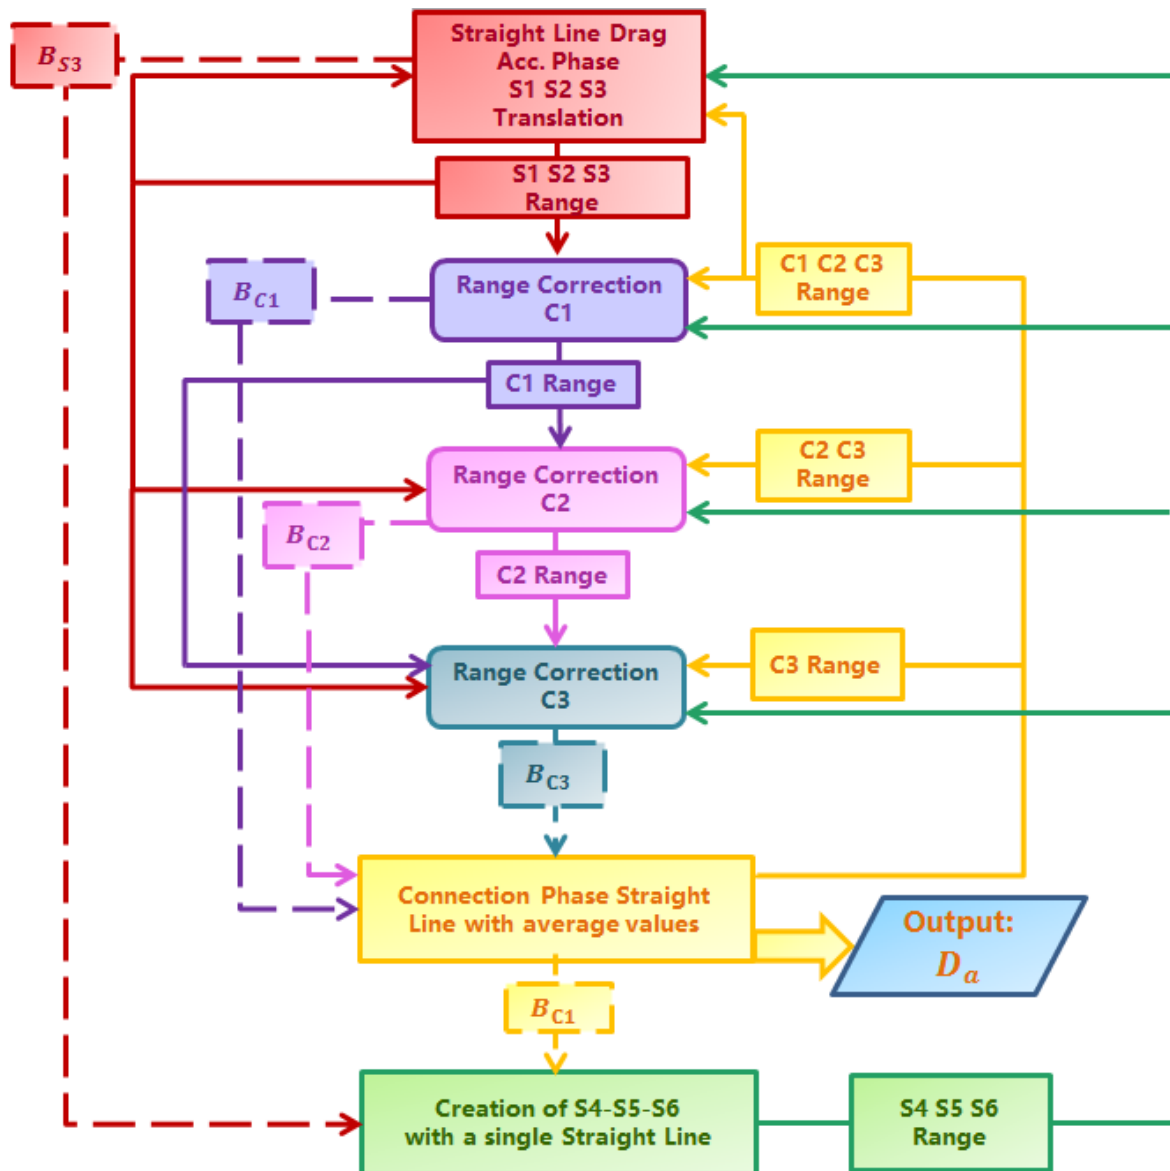 B_S3
Straight Line Drag
Acc. Phase
S1 S2 S3
Translation
S1 S2 S3
Range
B_C1
Range Correction
C1
C1 C2 C3
Range
C1 Range
Range Correction
C2
C2 C3
Range
B_C2
C2 Range
Range Correction
C3
C3 Range
B_C3
Connection Phase Straight
Line with average values
Output:
D_a
B_C1
Creation of S4-S5-S6
with a single Straight Line
S4 S5 S6
Range